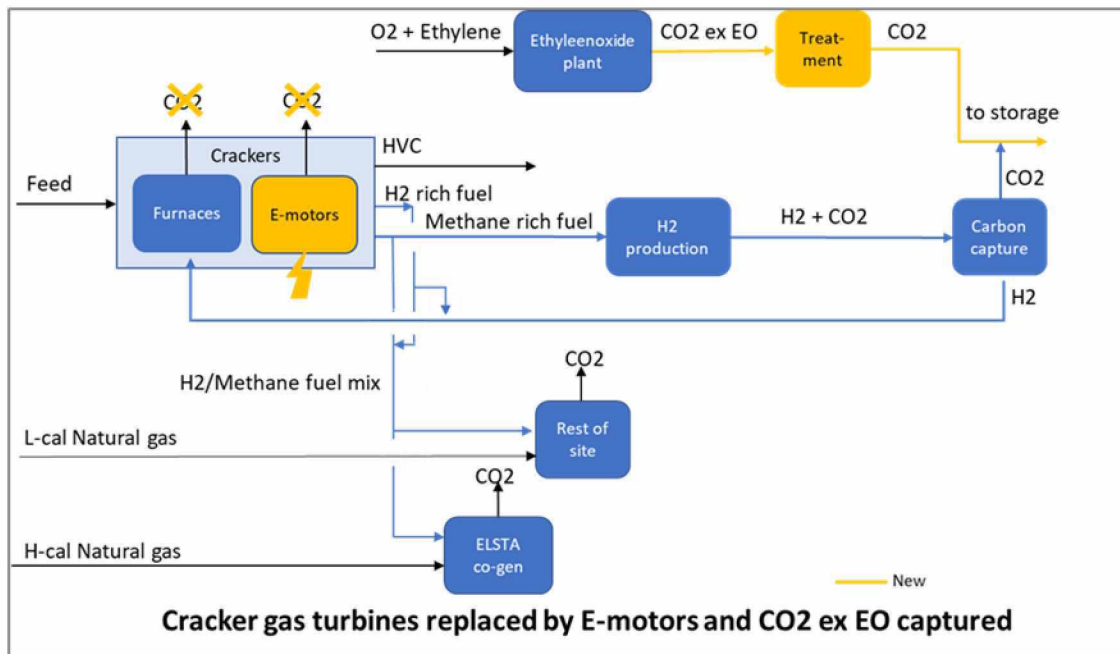 O2 + Ethylene
Ethyleenoxide
plant
CO2 ex EO
Treat-
ment
CO2
to storage
CO2
CO2
Crackers
HVC
Feed
Furnaces
E-motors
H2 rich fuel
Methane rich fuel
H2
production
H2 + CO2
CO2
Carbon
capture
H2
H2/Methane fuel mix
CO2
L-cal Natural gas
Rest of
site
CO2
H-cal Natural gas
ELSTA
co-gen
New
Cracker gas turbines replaced by E-motors and CO2 ex EO captured